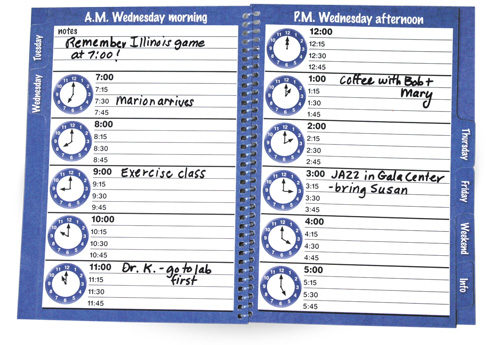 A.M. Wednesday morning
notes
Remember Illinois game
at 7:00!
7:00
7:15
7:30 Marion arrives
7:45
8:00
8:15
8:30
8:45
9:00 Exercise class
9:15
9:30
9:45
10:00
10:15
10:30
10:45
11:00 Dr. K. - go to lab
11:15 first
11:30
11:45
Tuesday
Wednesday
P.M. Wednesday afternoon
12:00
12:15
12:30
12:45
1:00 Coffee with Bob +
1:15 Mary
1:30
1:45
2:00
2:15
2:30
2:45
3:00 JAZZ in Gala Center
3:15 -bring Susan
3:30
3:45
4:00
4:15
4:30
4:45
5:00
5:15
5:30
5:45
Thursday
Friday
Weekend
Info